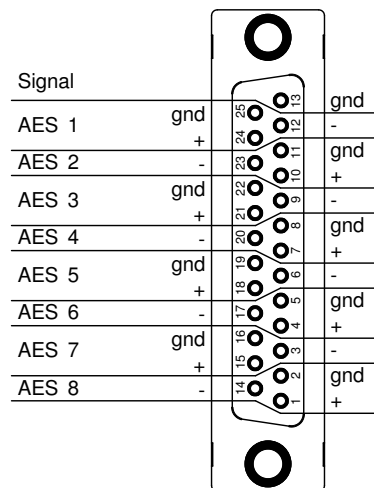 Signal
13 gnd
AES 1 gnd 25
12 -
+ 24
11 gnd
AES 2 - 23
10 +
AES 3 gnd 22
9 -
+ 21
8 gnd
AES 4 - 20
7 +
AES 5 gnd 19
6 -
+ 18
5 gnd
AES 6 - 17
4 +
AES 7 gnd 16
3 -
+ 15
2 gnd
AES 8 - 14
1 +